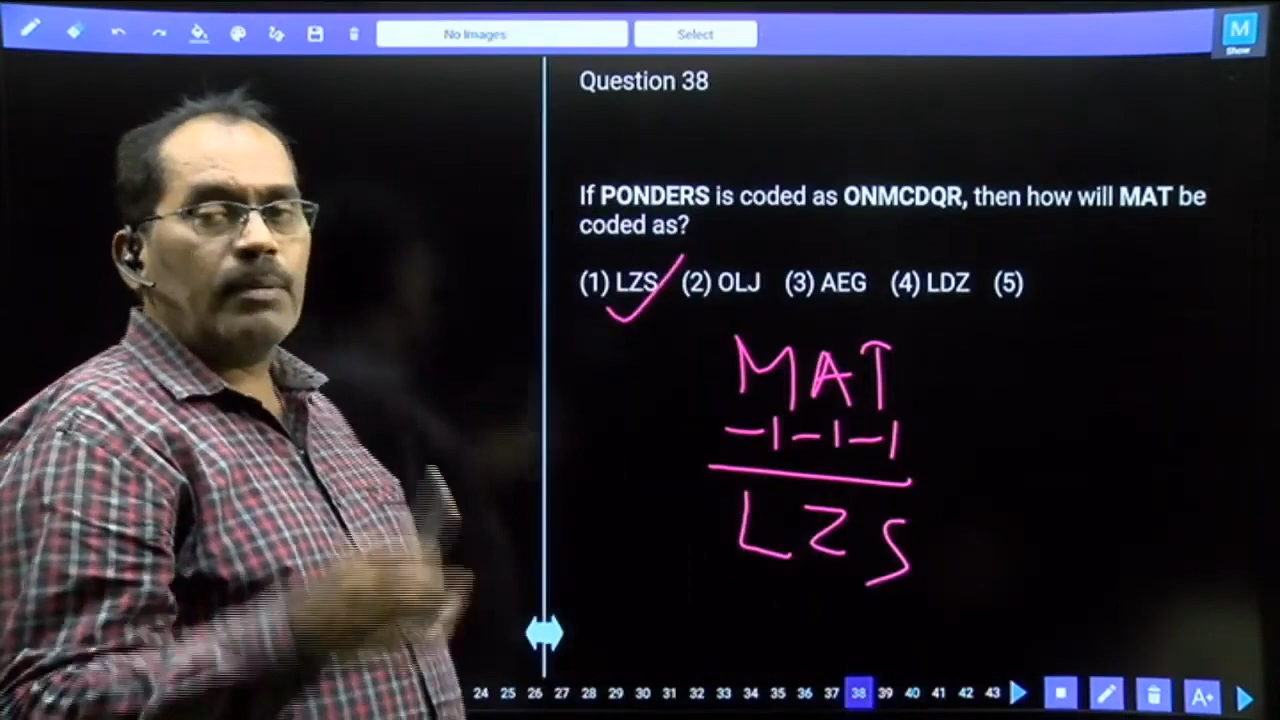 No Images Select M
Show
Question 38
If PONDERS is coded as ONMCDQR, then how will MAT be
coded as?
(1) LZS (2) OLJ (3) AEG (4) LDZ (5)
MAT
-1-1-1
LZS
24 25 26 27 28 29 30 31 32 33 34 35 36 37 38 39 40 41 42 43 A+